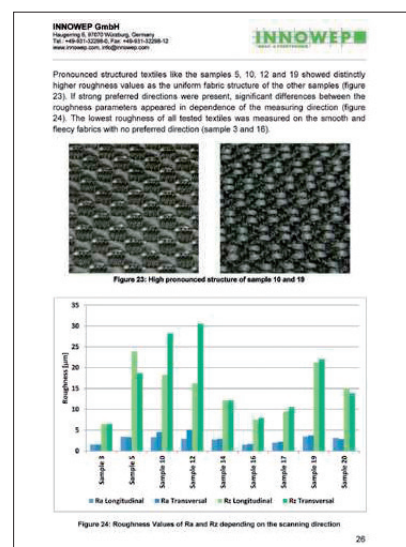 INNOWEP GmbH
Haugerring 6, 97070 Würzburg, Germany
Tel.: +49-931-32298-0, Fax: +49-931-32298-12
www.innowep.com, info@innowep.com
INNOWEP
Pronounced structured textiles like the samples 5, 10, 12 and 19 showed distinctly
higher roughness values as the uniform fabric structure of the other samples (figure
23). If strong preferred directions were present, significant differences between the
roughness parameters appeared in dependence of the measuring direction (figure
24). The lowest roughness of all tested textiles was measured on the smooth and
fleecy fabrics with no preferred direction (sample 3 and 16).
Figure 23: High pronounced structure of sample 10 and 19
35
30
25
20
15
10
5
0
Roughness [µm]
Sample 3
Sample 5
Sample 10
Sample 12
Sample 14
Sample 16
Sample 17
Sample 19
Sample 20
Ra Longitudinal Ra Transversal Rz Longitudinal Rz Transversal
Figure 24: Roughness Values of Ra and Rz depending on the scanning direction
26